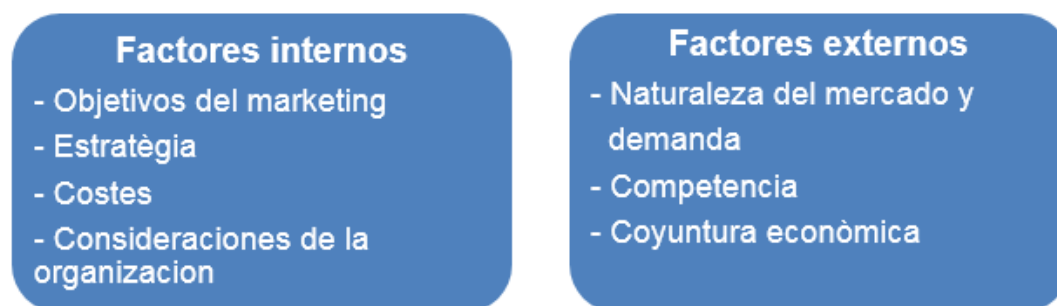 Factores internos
- Objetivos del marketing
- Estratègia
- Costes
- Consideraciones de la
organizacion
Factores externos
- Naturaleza del mercado y
demanda
- Competencia
- Coyuntura econòmica